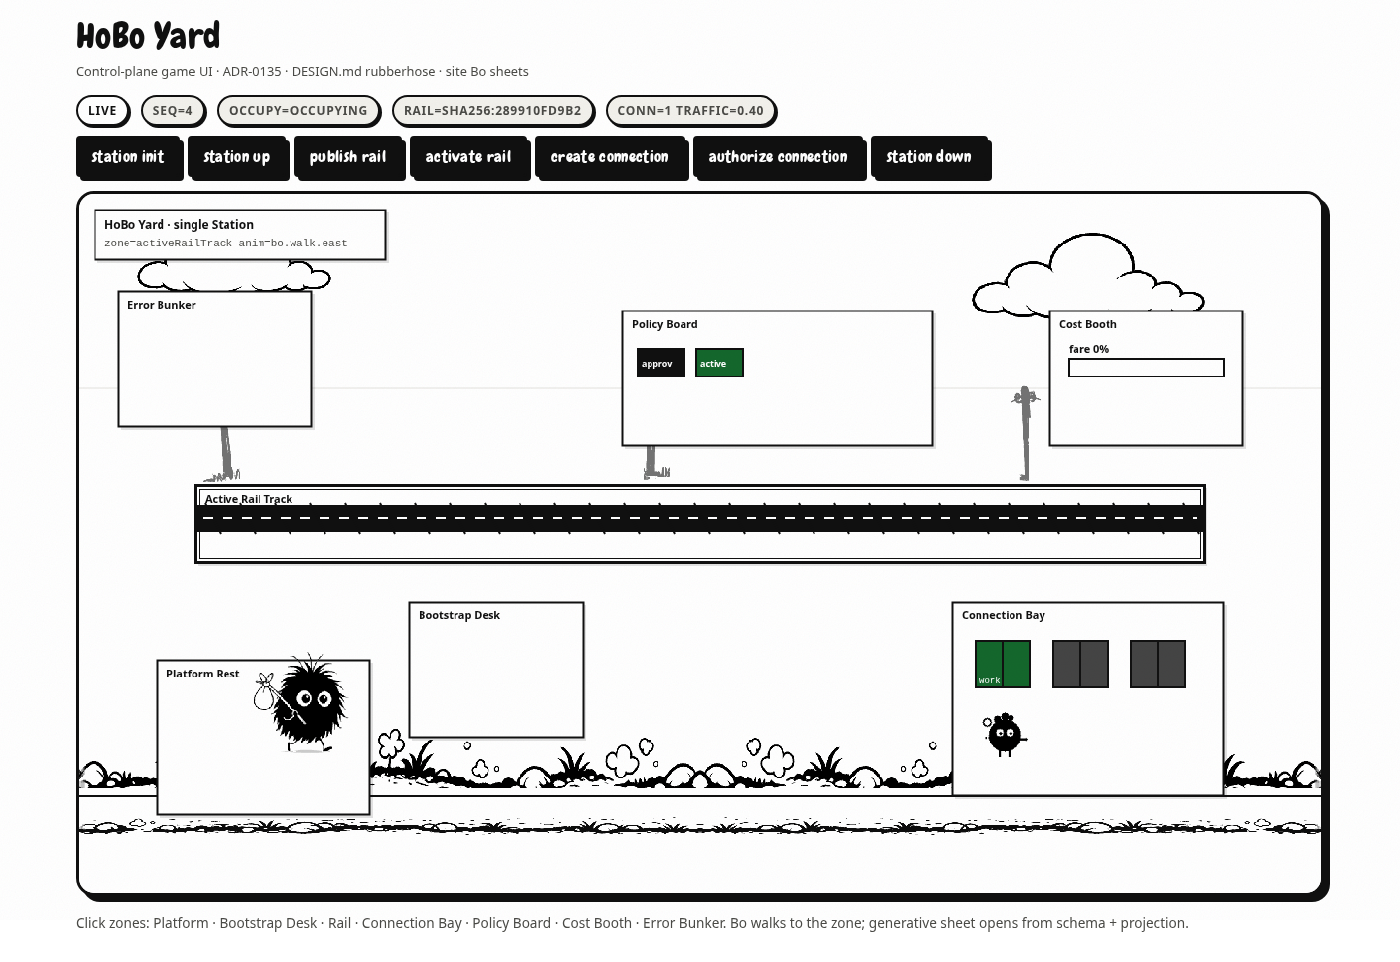 HoBo Yard
Control-plane game UI · ADR-0135 · DESIGN.md rubberhose · site Bo sheets
LIVE SEQ=4 OCCUPY=OCCUPYING RAIL=SHA256:289910FD9B2 CONN=1 TRAFFIC=0.40
station init station up publish rail activate rail create connection authorize connection station down
HoBo Yard · single Station
zone=activeRailTrack anim=bo.walk.east
Error Bunker
Policy Board
approv active
Cost Booth
fare 0%
Active Rail Track
Bootstrap Desk
Connection Bay
work
Platform Rest
Click zones: Platform · Bootstrap Desk · Rail · Connection Bay · Policy Board · Cost Booth · Error Bunker. Bo walks to the zone; generative sheet opens from schema + projection.